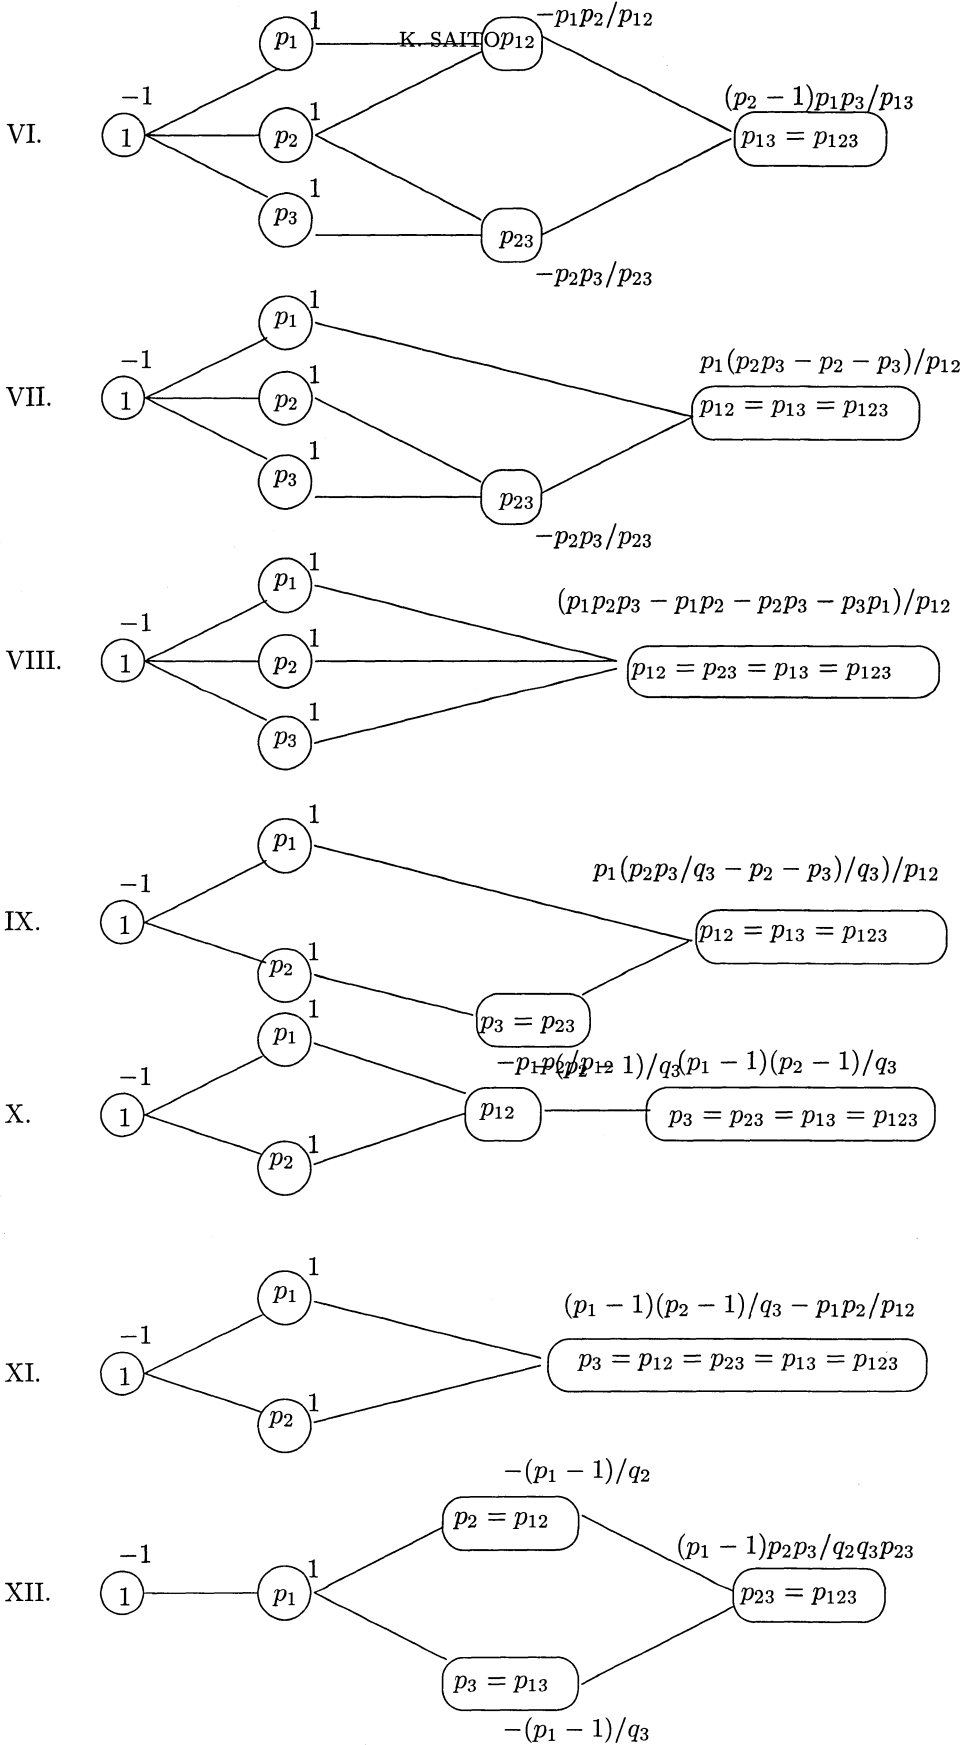 K. SAITO
VI.
−1
1
1
p₁
1
p₂
1
p₃
−p₁p₂/p₁₂
p₁₂
p₂₃
−p₂p₃/p₂₃
(p₂ − 1)p₁p₃/p₁₃
p₁₃ = p₁₂₃
VII.
−1
1
1
p₁
1
p₂
1
p₃
p₂₃
−p₂p₃/p₂₃
p₁(p₂p₃ − p₂ − p₃)/p₁₂
p₁₂ = p₁₃ = p₁₂₃
VIII.
−1
1
1
p₁
1
p₂
1
p₃
(p₁p₂p₃ − p₁p₂ − p₂p₃ − p₃p₁)/p₁₂
p₁₂ = p₂₃ = p₁₃ = p₁₂₃
IX.
−1
1
1
p₁
1
p₂
p₃ = p₂₃
p₁(p₂p₃/q₃ − p₂ − p₃)/q₃)/p₁₂
p₁₂ = p₁₃ = p₁₂₃
−(p₂ − 1)/q₃
X.
−1
1
1
p₁
1
p₂
−p₁p₂/p₁₂
p₁₂
(p₁ − 1)(p₂ − 1)/q₃
p₃ = p₂₃ = p₁₃ = p₁₂₃
XI.
−1
1
1
p₁
1
p₂
(p₁ − 1)(p₂ − 1)/q₃ − p₁p₂/p₁₂
p₃ = p₁₂ = p₂₃ = p₁₃ = p₁₂₃
XII.
−1
1
1
p₁
−(p₁ − 1)/q₂
p₂ = p₁₂
p₃ = p₁₃
−(p₁ − 1)/q₃
(p₁ − 1)p₂p₃/q₂q₃p₂₃
p₂₃ = p₁₂₃